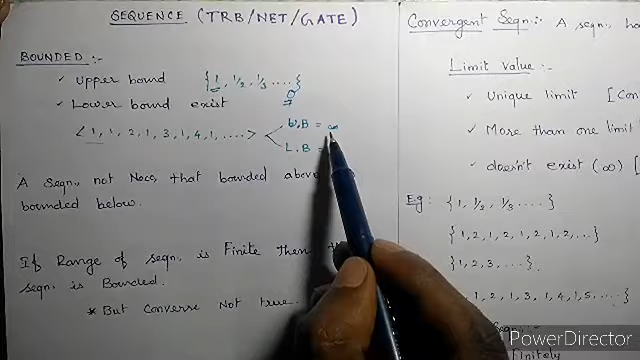 SEQUENCE (TRB/NET/GATE)
BOUNDED:
✓ Upper bound {1, 1/2, 1/3 ....}
0
✓ Lower bound exist
< 1, 1, 2, 1, 3, 1, 4, 1, .... >
U.B = ∞
L.B =
A Seqn, not Nece, that bounded above
bounded below.
If Range of seqn. is Finite Then
seqn. is Bounded.
* But Converse Not true.
Convergent Seqn:- A seqn,
Limit value:-
✓ Unique limit
✓ More than one limit
✓ doesn't exist (∞)
Eg: {1, 1/2, 1/3 ....}
{1, 2, 1, 2, 1, 2, 1, 2, ...}
{1, 2, 3, ....}
1, 2, 1, 3, 1, 4, 1, 5, ....}
PowerDirector